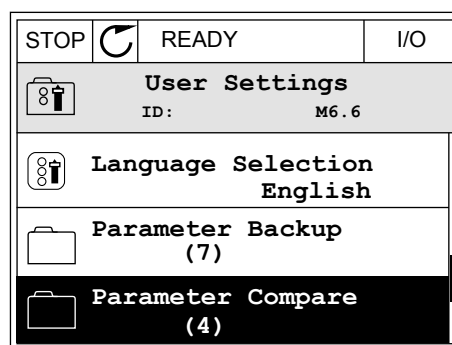 STOP READY I/O
User Settings
ID: M6.6
Language Selection
English
Parameter Backup
(7)
Parameter Compare
(4)